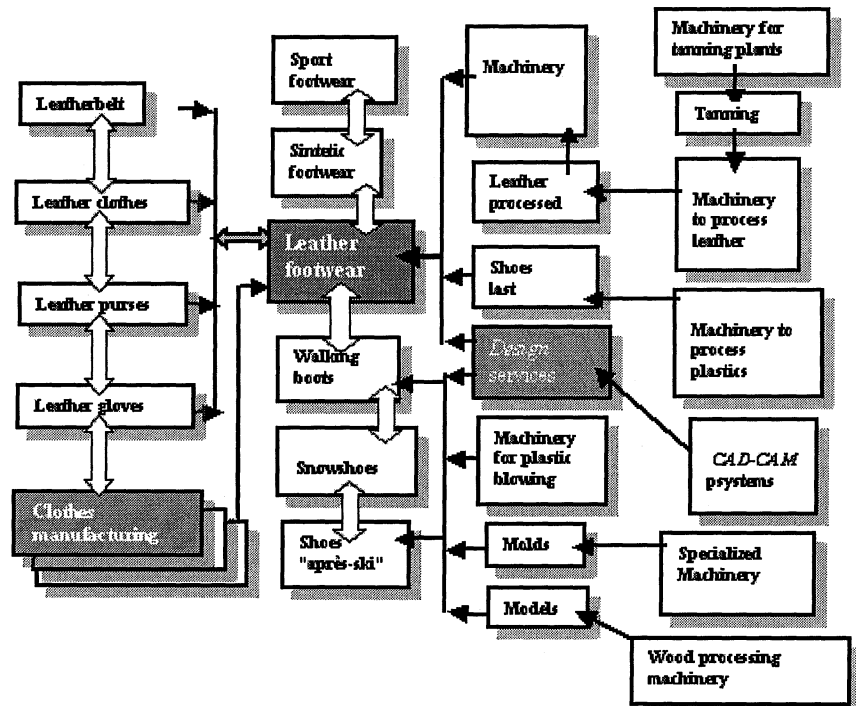 Leatherbelt
Leather clothes
Leather purses
Leather gloves
Clothes
manufacturing
Sport
footwear
Sintetic
footwear
Leather
footwear
Walking
boots
Snowshoes
Shoes
"après-ski"
Machinery
Leather
processed
Shoes
last
Design
services
Machinery
for plastic
blowing
Molds
Models
Machinery for
tanning plants
Tanning
Machinery
to process
leather
Machinery to
process
plastics
CAD-CAM
psystems
Specialized
Machinery
Wood processing
machinery